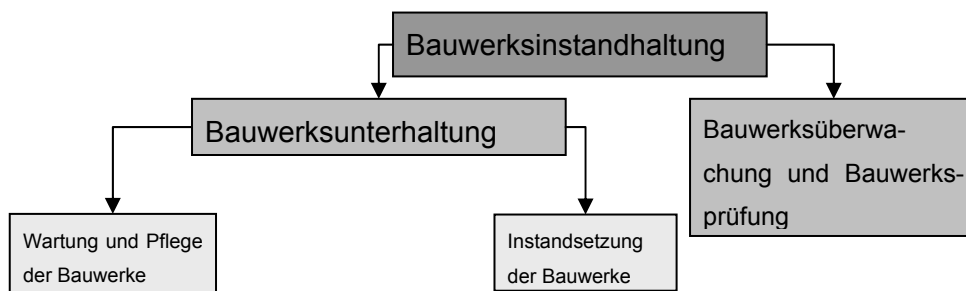 Bauwerksinstandhaltung
Bauwerksunterhaltung
Bauwerksüberwa-
chung und Bauwerks-
prüfung
Wartung und Pflege
der Bauwerke
Instandsetzung
der Bauwerke